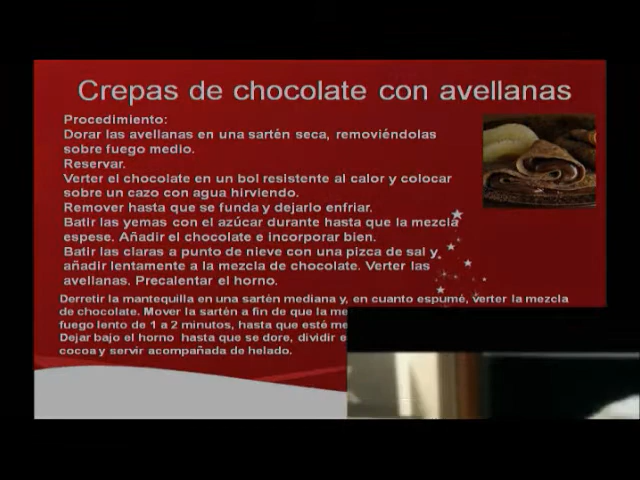 Crepas de chocolate con avellanas
Procedimiento:
Dorar las avellanas en una sartén seca, removiéndolas
sobre fuego medio.
Reservar.
Verter el chocolate en un bol resistente al calor y colocar
sobre un cazo con agua hirviendo.
Remover hasta que se funda y dejarlo enfriar.
Batir las yemas con el azúcar durante hasta que la mezcla
espese. Añadir el chocolate e incorporar bien.
Batir las claras a punto de nieve con una pizca de sal y
añadir lentamente a la mezcla de chocolate. Verter las
avellanas. Precalentar el horno.
Derretir la mantequilla en una sartén mediana y, en cuanto espumé, verter la mezcla
de chocolate. Mover la sartén a fin de que la
fuego lento de 1 a 2 minutos, hasta que esté
Dejar bajo el horno hasta que se dore, dividir
cocoa y servir acompañada de helado.